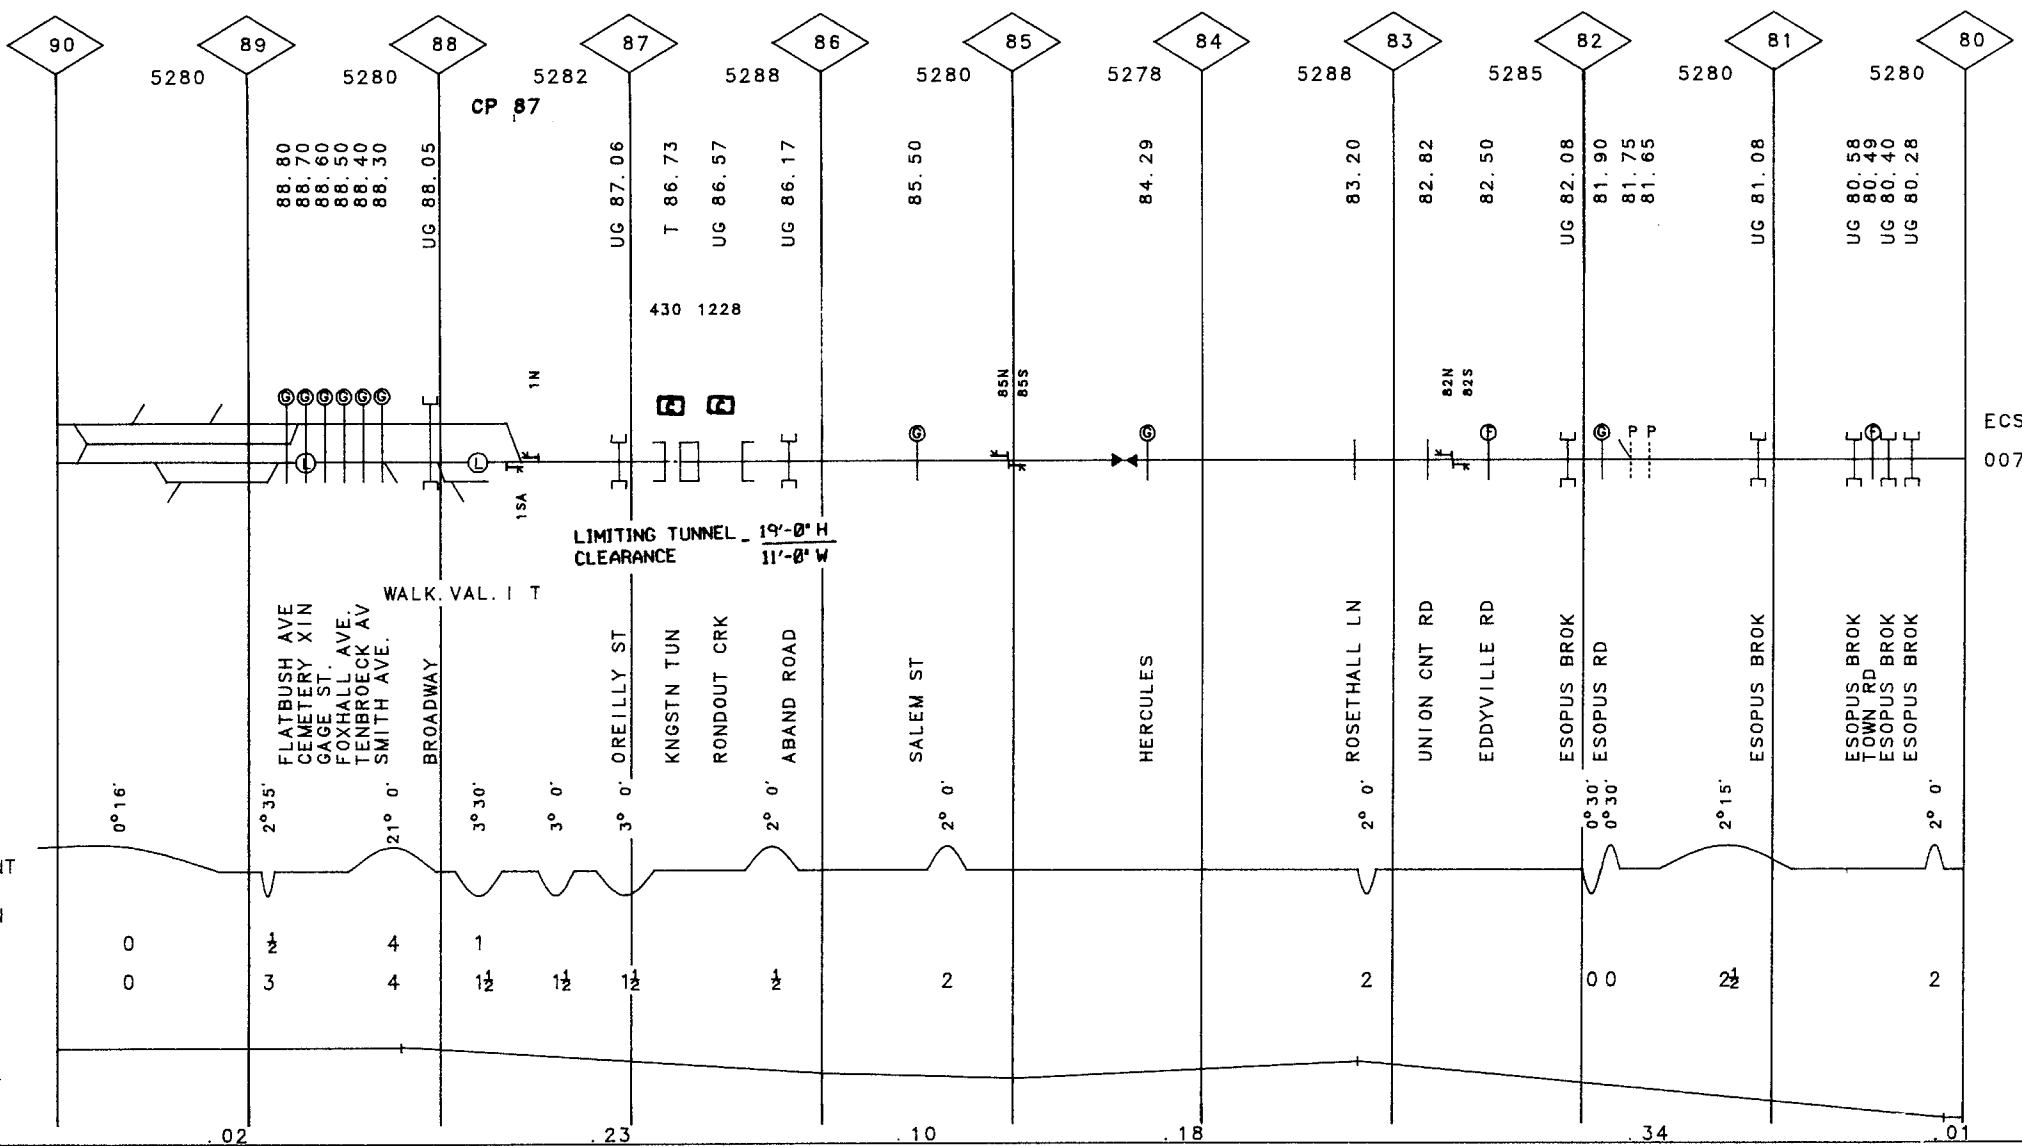 90 89 88 87 86 85 84 83 82 81 80
5280 5280 5282 5288 5280 5278 5288 5285 5280 5280
CP 87
88.80
88.70
88.60
88.50
88.40
88.30
UG 88.05
UG 87.06
T 86.73
UG 86.57
UG 86.17
85.50
84.29
83.20
82.82
82.50
UG 82.08
81.90
81.75
81.65
UG 81.08
UG 80.58
80.49
UG 80.40
UG 80.28
430 1228
1N
85N
85S
82N
82S
G G G G G G
G G F G P P F
L L
ECS
007
1SA
LIMITING TUNNEL - 19'-0" H
CLEARANCE 11'-0" W
WALK.VAL. I T
FLATBUSH AVE
CEMETERY XIN
GAGE ST.
FOXHALL AVE.
TENBROECK AV
SMITH AVE.
BROADWAY
OREILLY ST
KNGSTN TUN
RONDOUT CRK
ABAND ROAD
SALEM ST
HERCULES
ROSETHALL LN
UNION CNT RD
EDDYVILLE RD
ESOPUS BROK
ESOPUS RD
ESOPUS BROK
ESOPUS BROK
TOWN RD
ESOPUS BROK
ESOPUS BROK
0°16'
2°35'
21° 0'
3°30'
3° 0'
3° 0'
2° 0'
2° 0'
2° 0'
0°30'
0°30'
2°15'
2° 0'
NT
0 ½ 4 1
0 3 4 1½ 1½ 1½ ½ 2 2 0 0 2½ 2
.02 .23 .10 .18 .34 .01